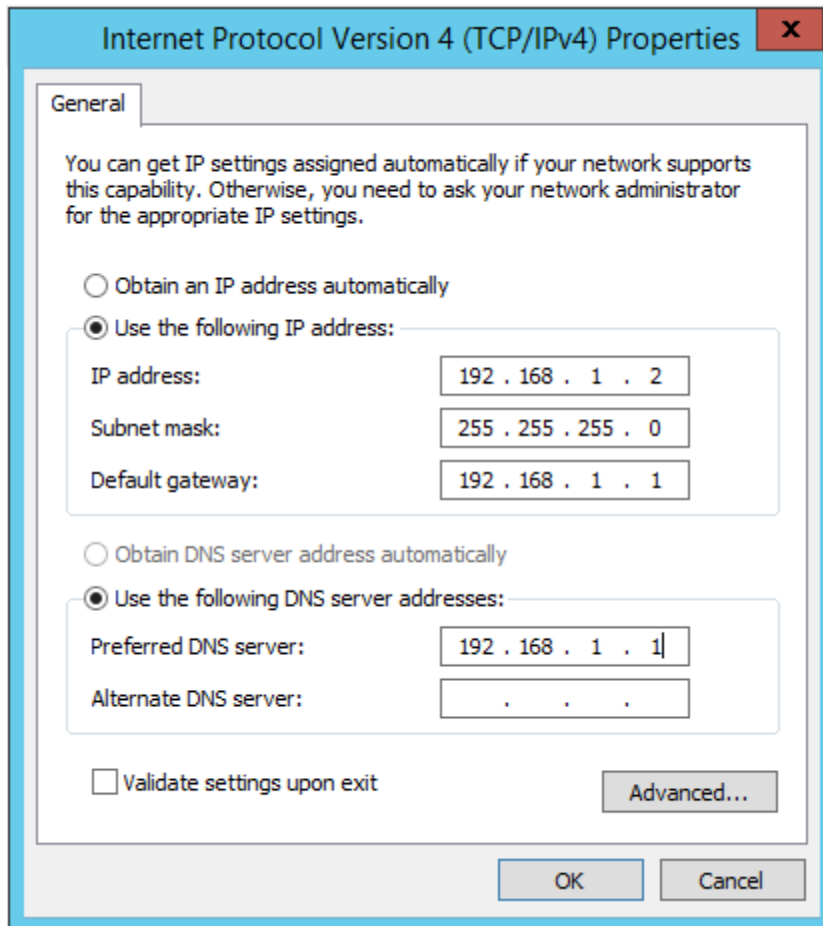 Internet Protocol Version 4 (TCP/IPv4) Properties
x
General
You can get IP settings assigned automatically if your network supports
this capability. Otherwise, you need to ask your network administrator
for the appropriate IP settings.
Obtain an IP address automatically
Use the following IP address:
IP address: 192 . 168 . 1 . 2
Subnet mask: 255 . 255 . 255 . 0
Default gateway: 192 . 168 . 1 . 1
Obtain DNS server address automatically
Use the following DNS server addresses:
Preferred DNS server: 192 . 168 . 1 . 1
Alternate DNS server: . . .
Validate settings upon exit
Advanced...
OK Cancel